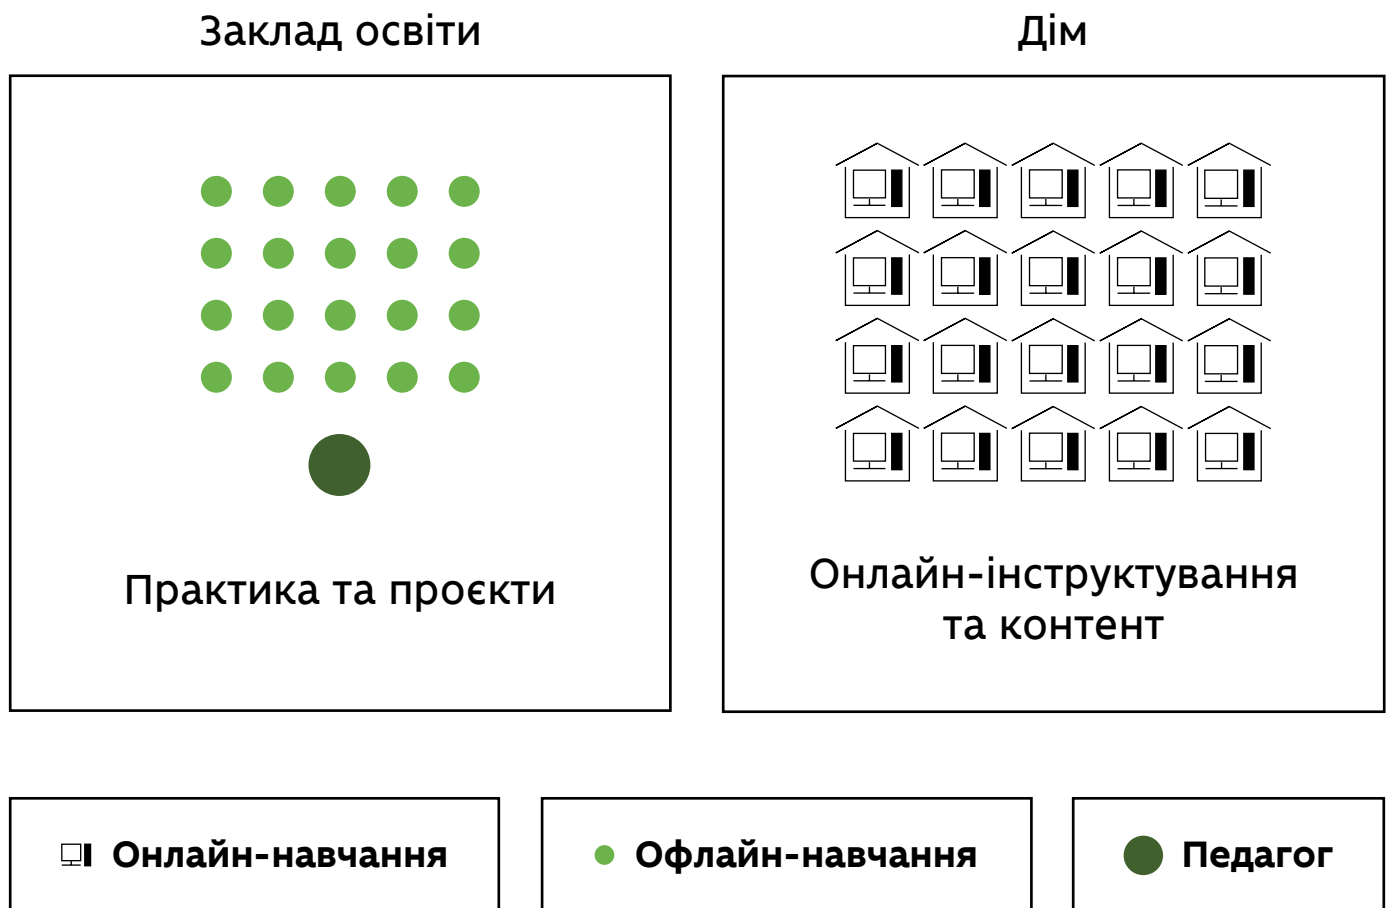 Заклад освіти
Дім
Практика та проєкти
Онлайн-інструктування
та контент
Онлайн-навчання
Офлайн-навчання
Педагог